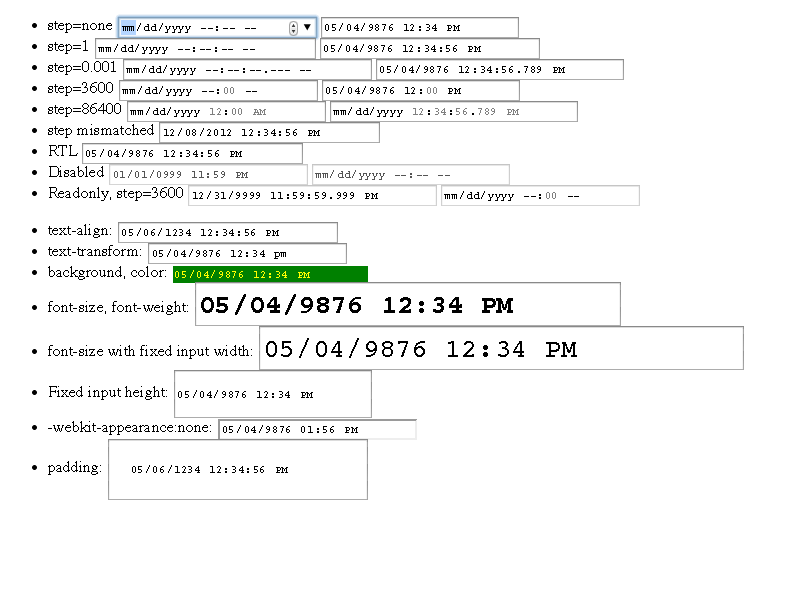 step=none mm/dd/yyyy --:-- -- 05/04/9876 12:34 PM
step=1 mm/dd/yyyy --:--:-- -- 05/04/9876 12:34:56 PM
step=0.001 mm/dd/yyyy --:--:--.--- -- 05/04/9876 12:34:56.789 PM
step=3600 mm/dd/yyyy --:00 -- 05/04/9876 12:00 PM
step=86400 mm/dd/yyyy 12:00 AM mm/dd/yyyy 12:34:56.789 PM
step mismatched 12/08/2012 12:34:56 PM
RTL 05/04/9876 12:34:56 PM
Disabled 01/01/0999 11:59 PM mm/dd/yyyy --:-- --
Readonly, step=3600 12/31/9999 11:59:59.999 PM mm/dd/yyyy --:00 --
text-align: 05/06/1234 12:34:56 PM
text-transform: 05/04/9876 12:34 pm
background, color: 05/04/9876 12:34 PM
font-size, font-weight: 05/04/9876 12:34 PM
font-size with fixed input width: 05/04/9876 12:34 PM
Fixed input height: 05/04/9876 12:34 PM
-webkit-appearance:none: 05/04/9876 01:56 PM
padding: 05/06/1234 12:34:56 PM